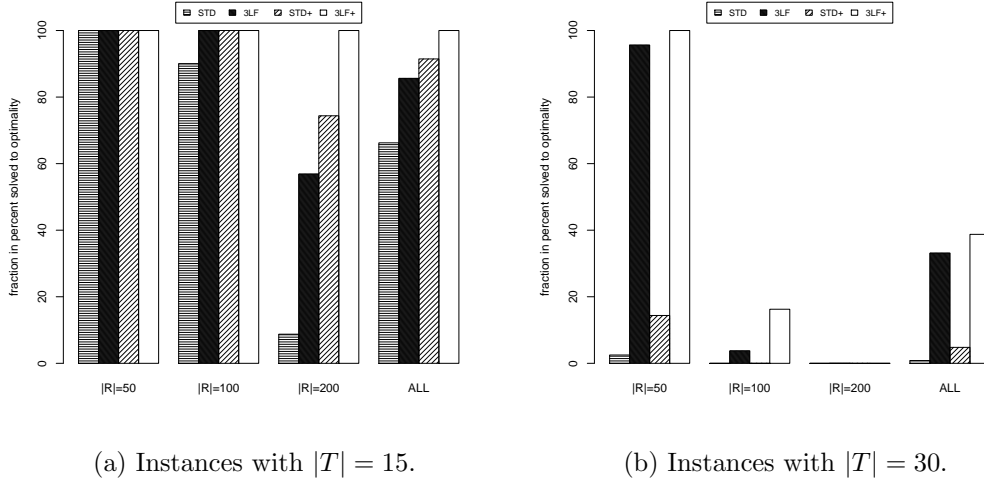 STD 3LF STD+ 3LF+
fraction in percent solved to optimality
100
80
60
40
20
0
|R|=50 |R|=100 |R|=200 ALL
(a) Instances with |T| = 15.
STD 3LF STD+ 3LF+
fraction in percent solved to optimality
100
80
60
40
20
0
|R|=50 |R|=100 |R|=200 ALL
(b) Instances with |T| = 30.